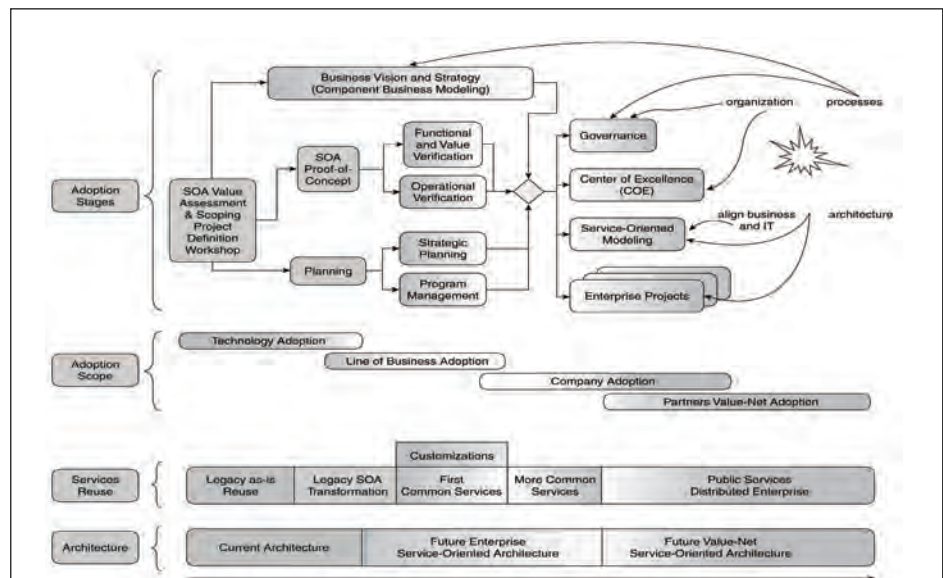 Business Vision and Strategy
(Component Business Modeling)
organization
processes
Governance
Functional
and Value
Verification
SOA
Proof-of-
Concept
Adoption
Stages
SOA Value
Assessment
& Scoping
Project
Definition
Workshop
Operational
Verification
Center of Excellence
(COE)
align business
and IT
architecture
Service-Oriented
Modeling
Strategic
Planning
Planning
Program
Management
Enterprise Projects
Adoption
Scope
Technology Adoption
Line of Business Adoption
Company Adoption
Partners Value-Net Adoption
Services
Reuse
Customizations
Legacy as-is
Reuse
Legacy SOA
Transformation
First
Common Services
More Common
Services
Public Services
Distributed Enterprise
Architecture
Current Architecture
Future Enterprise
Service-Oriented Architecture
Future Value-Net
Service-Oriented Architecture